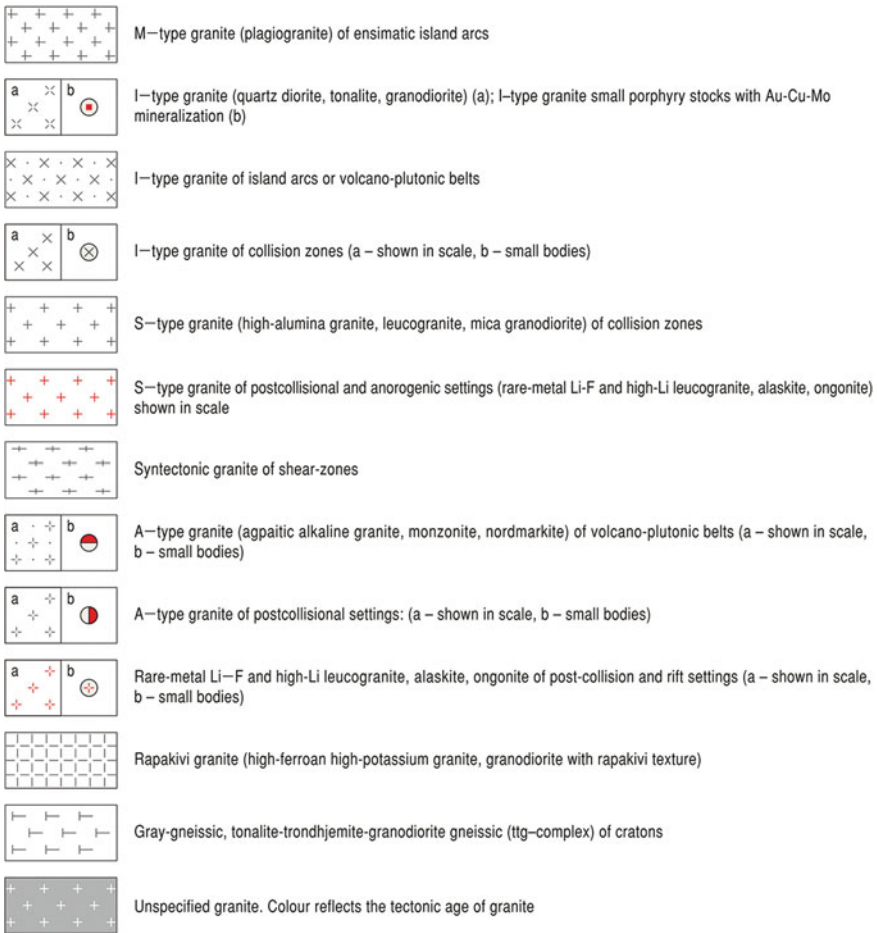 M—type granite (plagiogranite) of ensimatic island arcs
a b
I—type granite (quartz diorite, tonalite, granodiorite) (a); I–type granite small porphyry stocks with Au-Cu-Mo
mineralization (b)
I—type granite of island arcs or volcano-plutonic belts
a b
I—type granite of collision zones (a – shown in scale, b – small bodies)
S—type granite (high-alumina granite, leucogranite, mica granodiorite) of collision zones
S—type granite of postcollisional and anorogenic settings (rare-metal Li-F and high-Li leucogranite, alaskite, ongonite)
shown in scale
Syntectonic granite of shear-zones
a b
A—type granite (agpaitic alkaline granite, monzonite, nordmarkite) of volcano-plutonic belts (a – shown in scale,
b – small bodies)
a b
A—type granite of postcollisional settings: (a – shown in scale, b – small bodies)
a b
Rare-metal Li—F and high-Li leucogranite, alaskite, ongonite of post-collision and rift settings (a – shown in scale,
b – small bodies)
Rapakivi granite (high-ferroan high-potassium granite, granodiorite with rapakivi texture)
Gray-gneissic, tonalite-trondhjemite-granodiorite gneissic (ttg–complex) of cratons
Unspecified granite. Colour reflects the tectonic age of granite